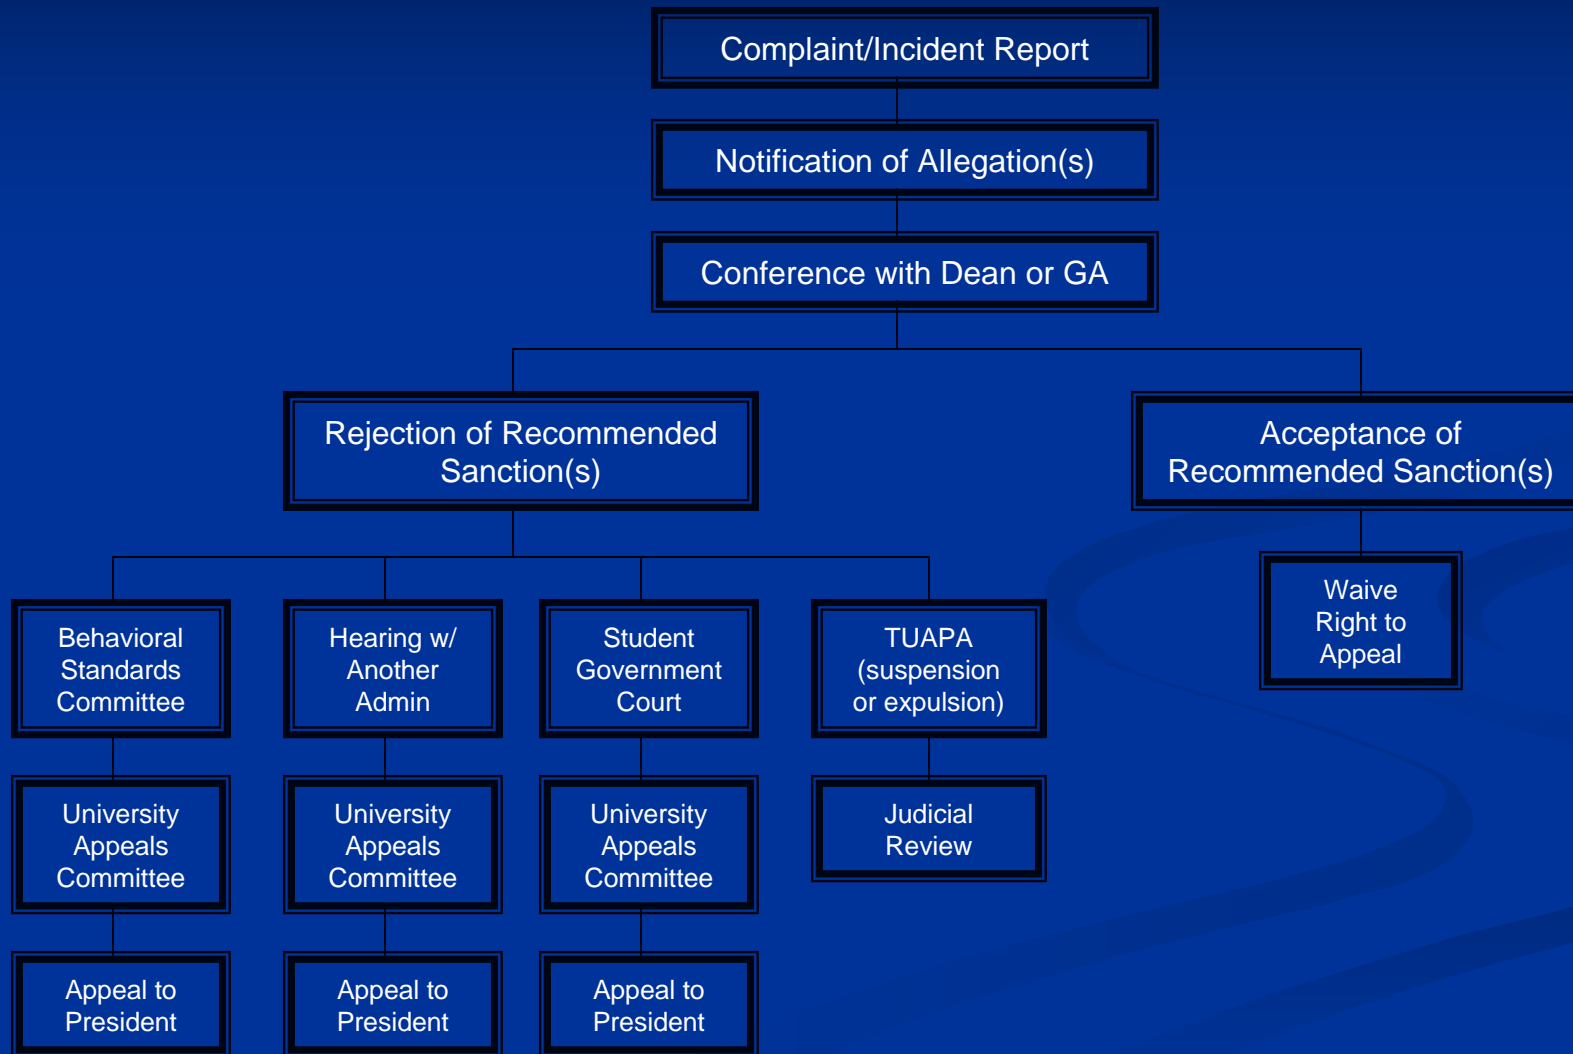 Complaint/Incident Report
Notification of Allegation(s)
Conference with Dean or GA
Rejection of Recommended
Sanction(s)
Acceptance of
Recommended Sanction(s)
Behavioral
Standards
Committee
Hearing w/
Another
Admin
Student
Government
Court
TUAPA
(suspension
or expulsion)
Waive
Right to
Appeal
University
Appeals
Committee
University
Appeals
Committee
University
Appeals
Committee
Judicial
Review
Appeal to
President
Appeal to
President
Appeal to
President